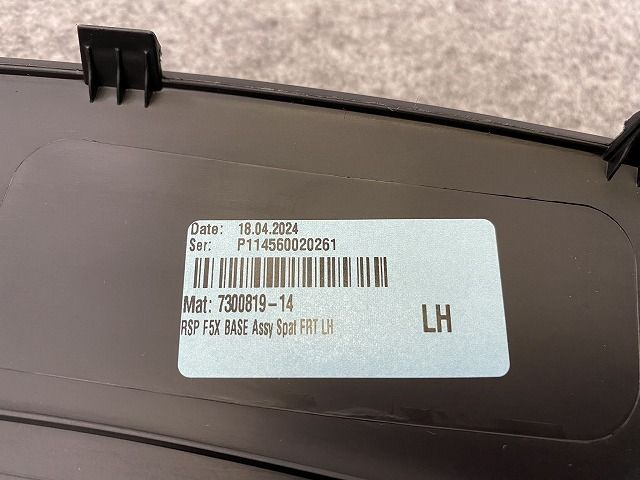 Date: 18.04.2024
Ser: P114560020261
Mat: 7300819-14
RSP F5X BASE Assy Spat FRT LH
LH